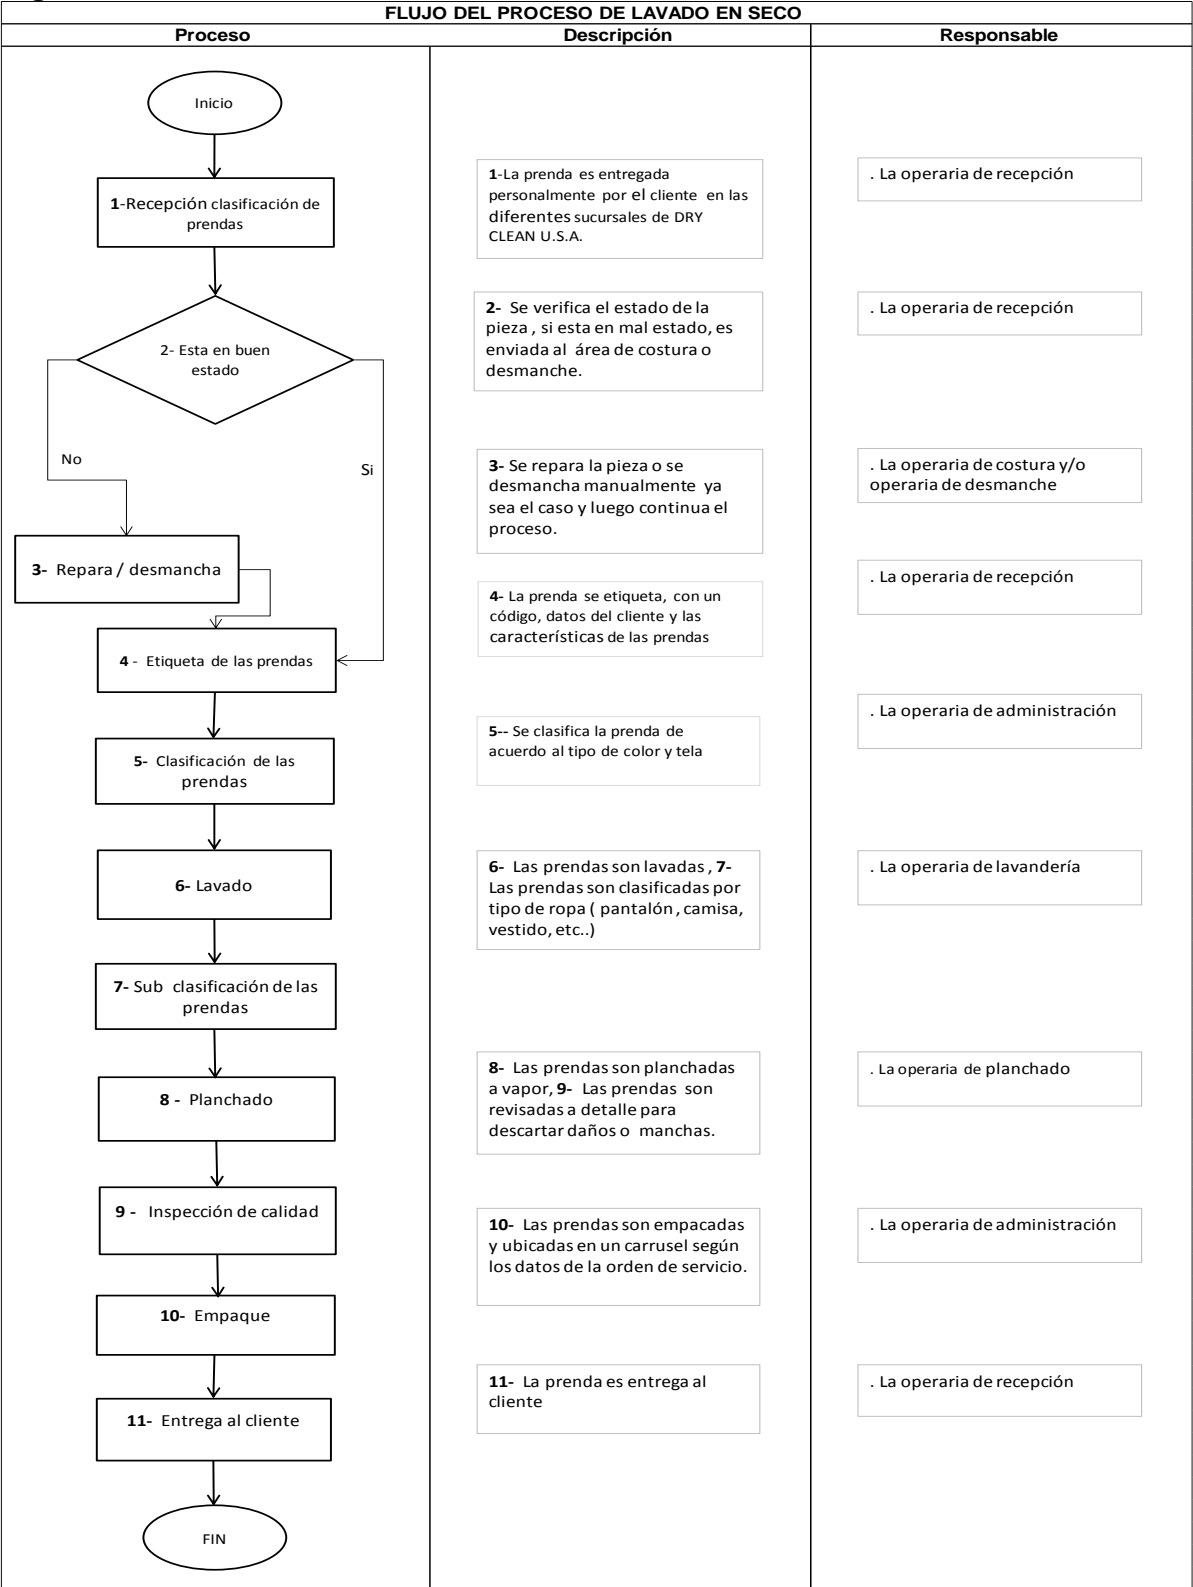 FLUJO DEL PROCESO DE LAVADO EN SECO
Proceso
Descripción
Responsable
Inicio
1-Recepción clasificación de
prendas
1-La prenda es entregada
personalmente por el cliente en las
diferentes sucursales de DRY
CLEAN U.S.A.
. La operaria de recepción
2- Esta en buen
estado
2- Se verifica el estado de la
pieza , si esta en mal estado, es
enviada al área de costura o
desmanche.
. La operaria de recepción
No
Si
3- Repara / desmancha
3- Se repara la pieza o se
desmancha manualmente ya
sea el caso y luego continua el
proceso.
. La operaria de costura y/o
operaria de desmanche
4 - Etiqueta de las prendas
4- La prenda se etiqueta, con un
código, datos del cliente y las
características de las prendas
. La operaria de recepción
5- Clasificación de las
prendas
5-- Se clasifica la prenda de
acuerdo al tipo de color y tela
. La operaria de administración
6- Lavado
6- Las prendas son lavadas , 7-
Las prendas son clasificadas por
tipo de ropa ( pantalón , camisa,
vestido, etc..)
. La operaria de lavandería
7- Sub clasificación de las
prendas
8 - Planchado
8- Las prendas son planchadas
a vapor, 9- Las prendas son
revisadas a detalle para
descartar daños o manchas.
. La operaria de planchado
9 - Inspección de calidad
10- Las prendas son empacadas
y ubicadas en un carrusel según
los datos de la orden de servicio.
. La operaria de administración
10- Empaque
11- Entrega al cliente
11- La prenda es entrega al
cliente
. La operaria de recepción
FIN